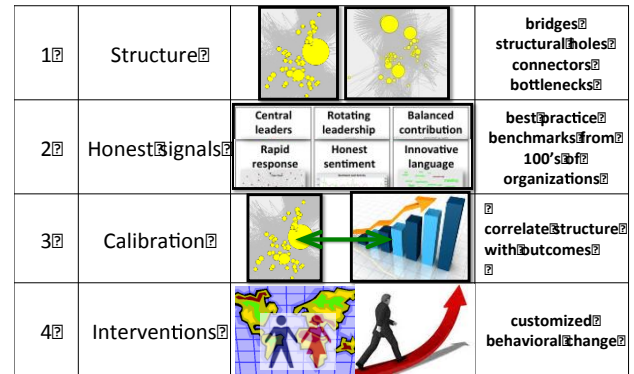 1⍰ Structure⍰
bridges⍰
structural⍰holes⍰
connectors⍰
bottlenecks⍰
2⍰ Honest⍰signals⍰
Central leaders
Rotating leadership
Balanced contribution
Rapid response
Honest sentiment
Innovative language
best⍰practice⍰
benchmarks⍰from⍰
100's⍰of⍰
organizations⍰
3⍰ Calibration⍰
⍰
correlate⍰structure⍰
with⍰outcomes⍰
⍰
4⍰ Interventions⍰
customized⍰
behavioral⍰change⍰